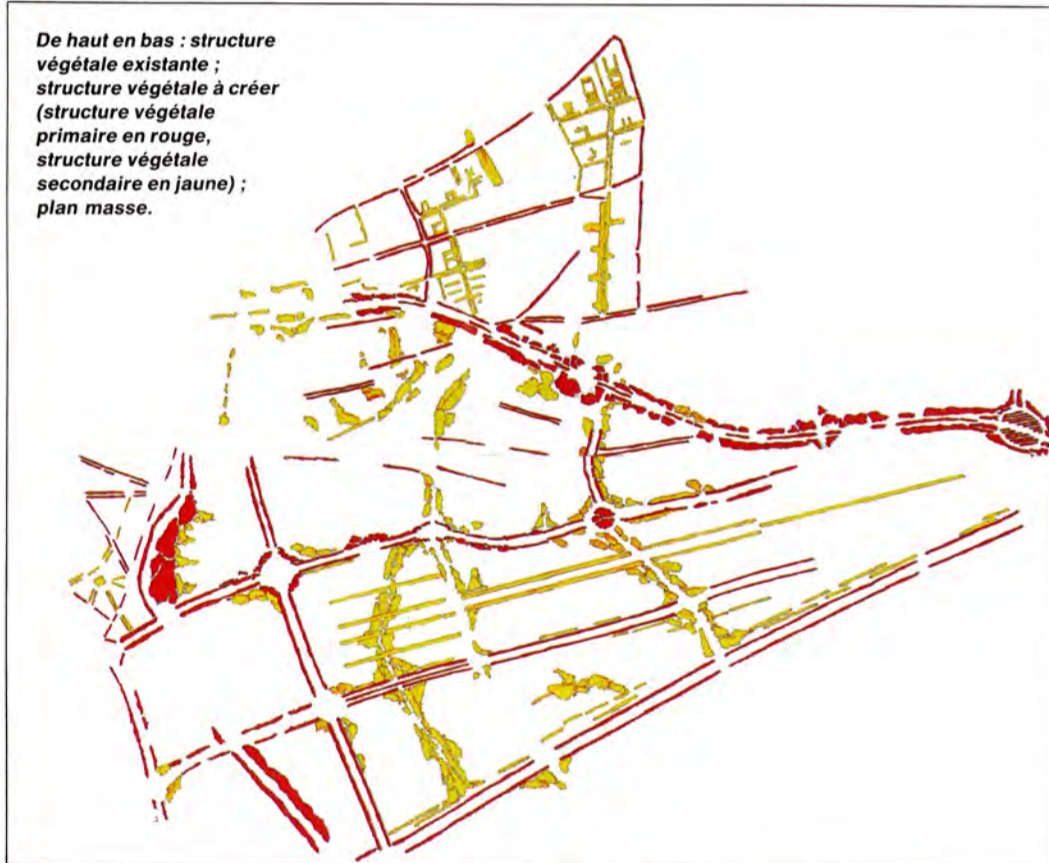 De haut en bas : structure
végétale existante ;
structure végétale à créer
(structure végétale
primaire en rouge,
structure végétale
secondaire en jaune) ;
plan masse.